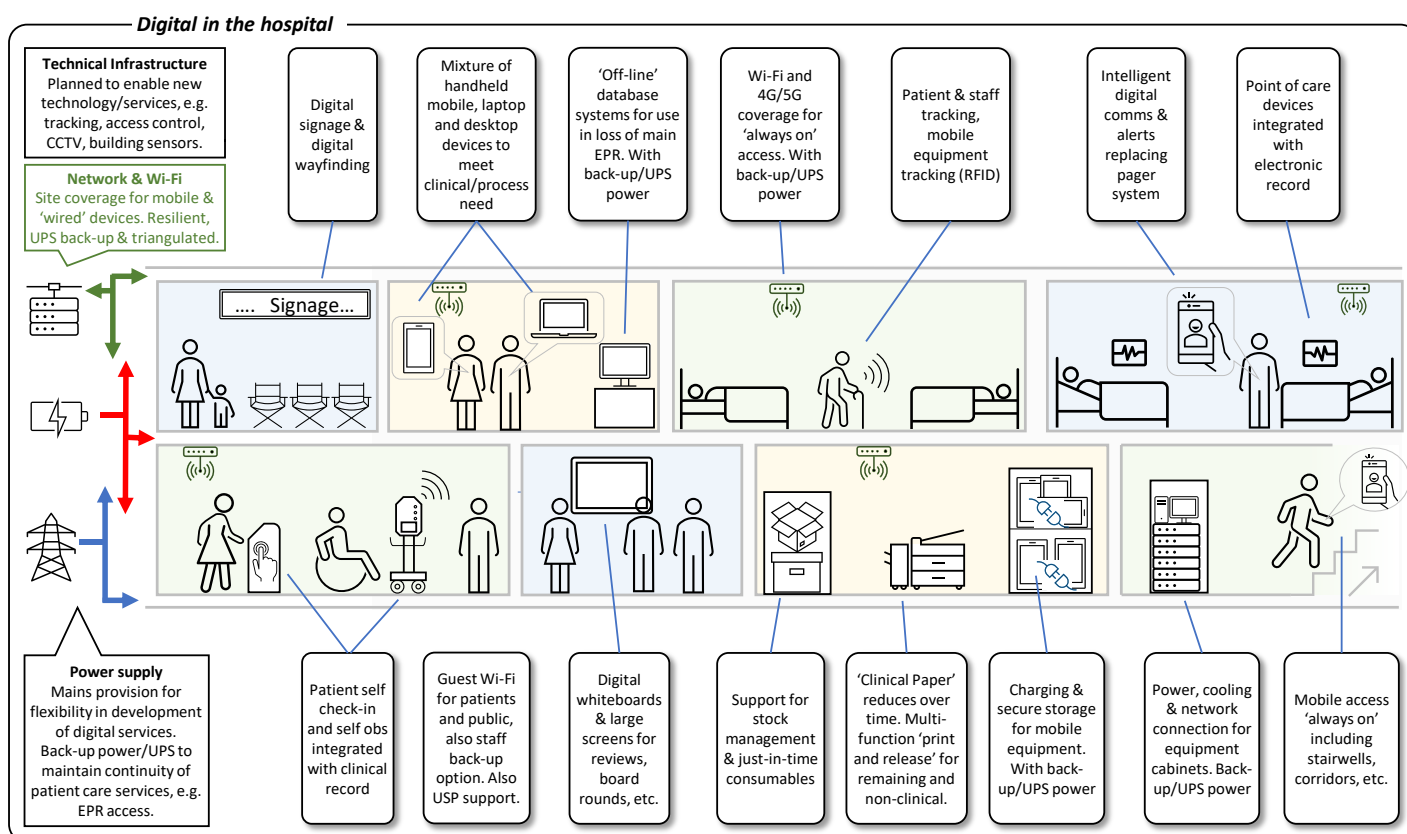 Digital in the hospital
Technical Infrastructure
Planned to enable new
technology/services, e.g.
tracking, access control,
CCTV, building sensors.
Network & Wi-Fi
Site coverage for mobile &
‘wired’ devices. Resilient,
UPS back-up & triangulated.
Digital
signage &
digital
wayfinding
Mixture of
handheld
mobile, laptop
and desktop
devices to
meet
clinical/process
need
‘Off-line’
database
systems for use
in loss of main
EPR. With
back-up/UPS
power
Wi-Fi and
4G/5G
coverage for
‘always on’
access. With
back-up/UPS
power
Patient & staff
tracking,
mobile
equipment
tracking (RFID)
Intelligent
digital
comms &
alerts
replacing
pager
system
Point of care
devices
integrated
with
electronic
record
.... Signage...
Power supply
Mains provision for
flexibility in development
of digital services.
Back-up power/UPS to
maintain continuity of
patient care services, e.g.
EPR access.
Patient self
check-in
and self obs
integrated
with clinical
record
Guest Wi-Fi
for patients
and public,
also staff
back-up
option. Also
USP support.
Digital
whiteboards
& large
screens for
reviews,
board
rounds, etc.
Support for
stock
management
& just-in-time
consumables
‘Clinical Paper’
reduces over
time. Multi-
function ‘print
and release’ for
remaining and
non-clinical.
Charging &
secure storage
for mobile
equipment.
With back-
up/UPS power
Power, cooling
& network
connection for
equipment
cabinets. Back-
up/UPS power
Mobile access
‘always on’
including
stairwells,
corridors, etc.